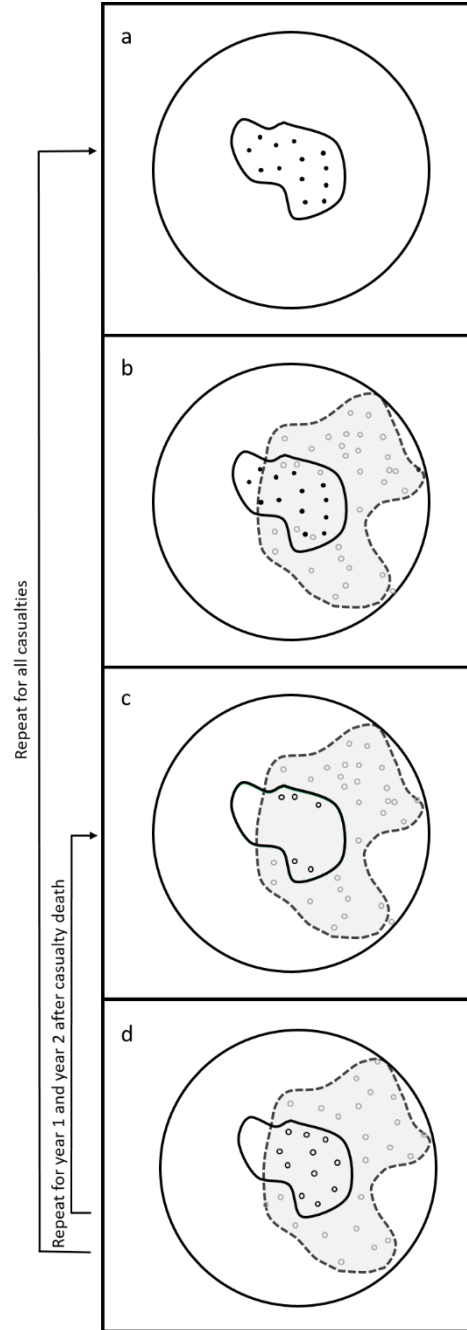 a
b
c
d
Repeat for all casualties
Repeat for year 1 and year 2 after casualty death